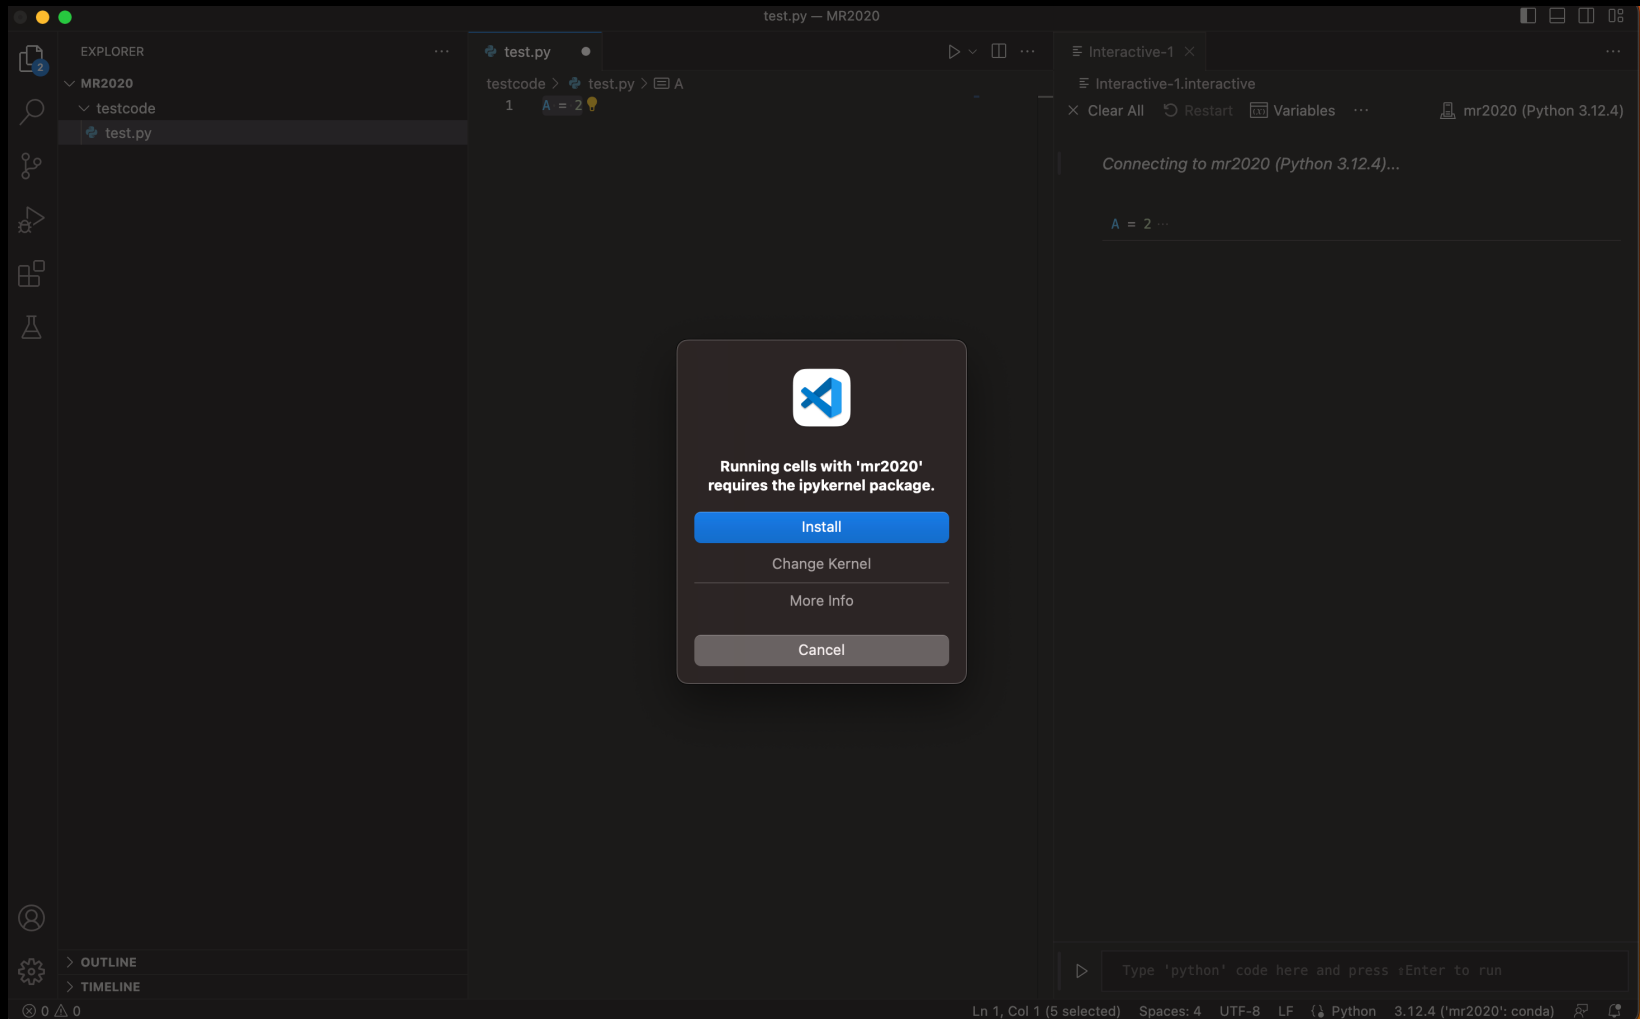 test.py — MR2020
EXPLORER
2
MR2020
testcode
test.py
test.py
testcode > test.py > A
1 A = 2
Interactive-1
Interactive-1.interactive
Clear All Restart Variables ··· mr2020 (Python 3.12.4)
Connecting to mr2020 (Python 3.12.4)...
A = 2 ···
Running cells with 'mr2020'
requires the ipykernel package.
Install
Change Kernel
More Info
Cancel
Type 'python' code here and press ⇧Enter to run
OUTLINE
TIMELINE
0 0 Ln 1, Col 1 (5 selected) Spaces: 4 UTF-8 LF Python 3.12.4 ('mr2020': conda)